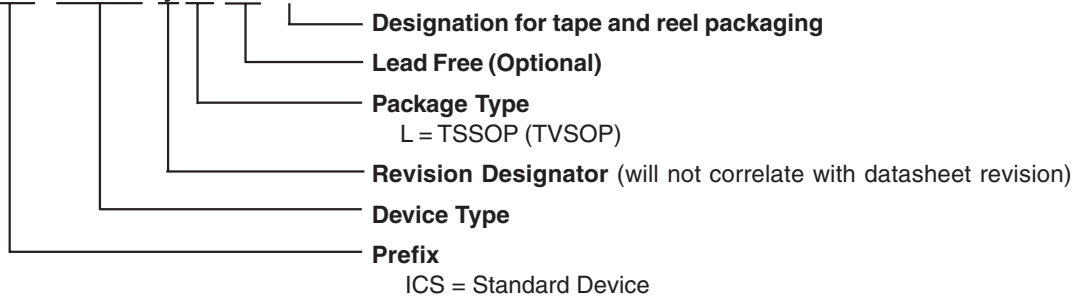 Designation for tape and reel packaging
Lead Free (Optional)
Package Type
L = TSSOP (TVSOP)
Revision Designator (will not correlate with datasheet revision)
Device Type
Prefix
ICS = Standard Device